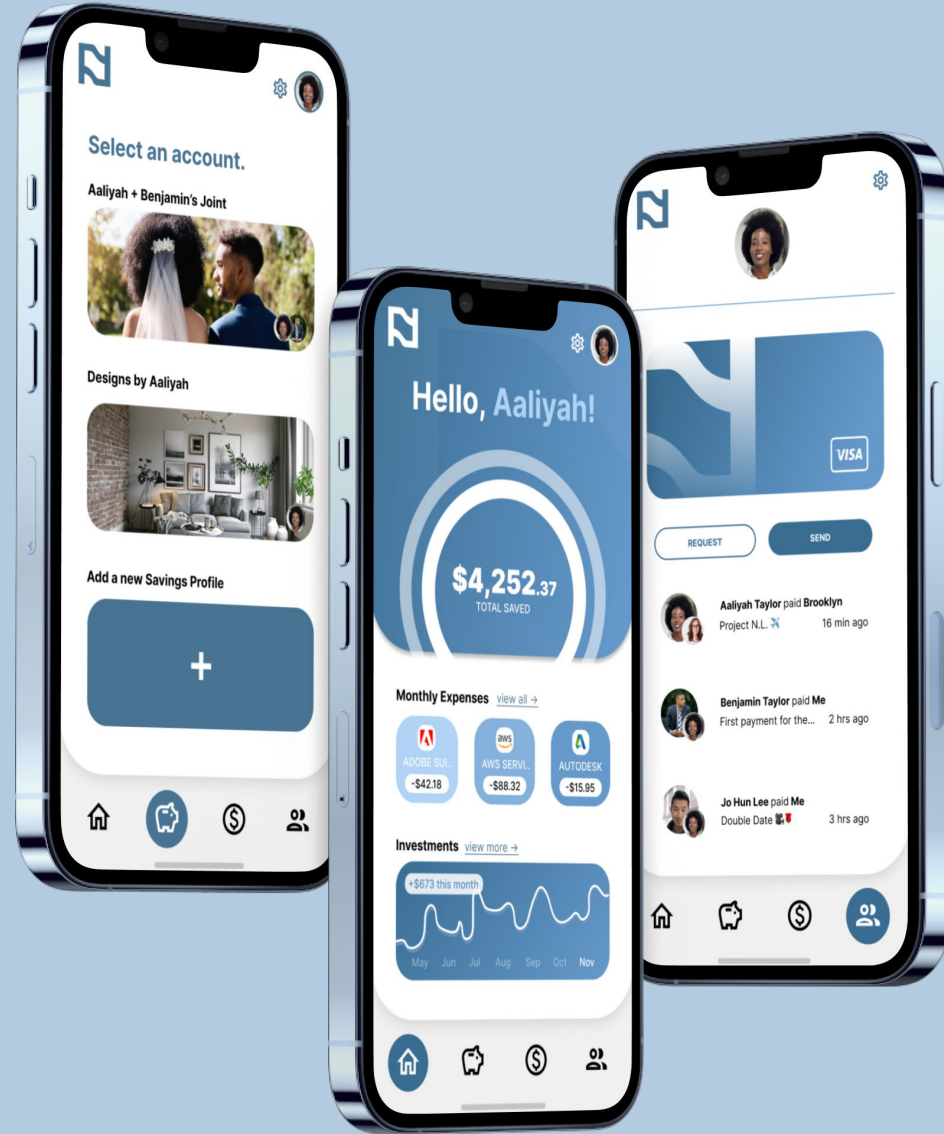 Select an account.
Aaliyah + Benjamin's Joint
Designs by Aaliyah
Add a new Savings Profile
+
Hello, Aaliyah!
$4,252.37
TOTAL SAVED
Monthly Expenses view all →
ADOBE SUI..
-$42.18
aws
AWS SERVI..
-$88.32
AUTODESK
-$15.95
Investments view more →
+$673 this month
May Jun Jul Aug Sep Oct Nov
VISA
REQUEST SEND
Aaliyah Taylor paid Brooklyn
Project N.L. ✈️ 16 min ago
Benjamin Taylor paid Me
First payment for the... 2 hrs ago
Jo Hun Lee paid Me
Double Date 🎥🌹 3 hrs ago